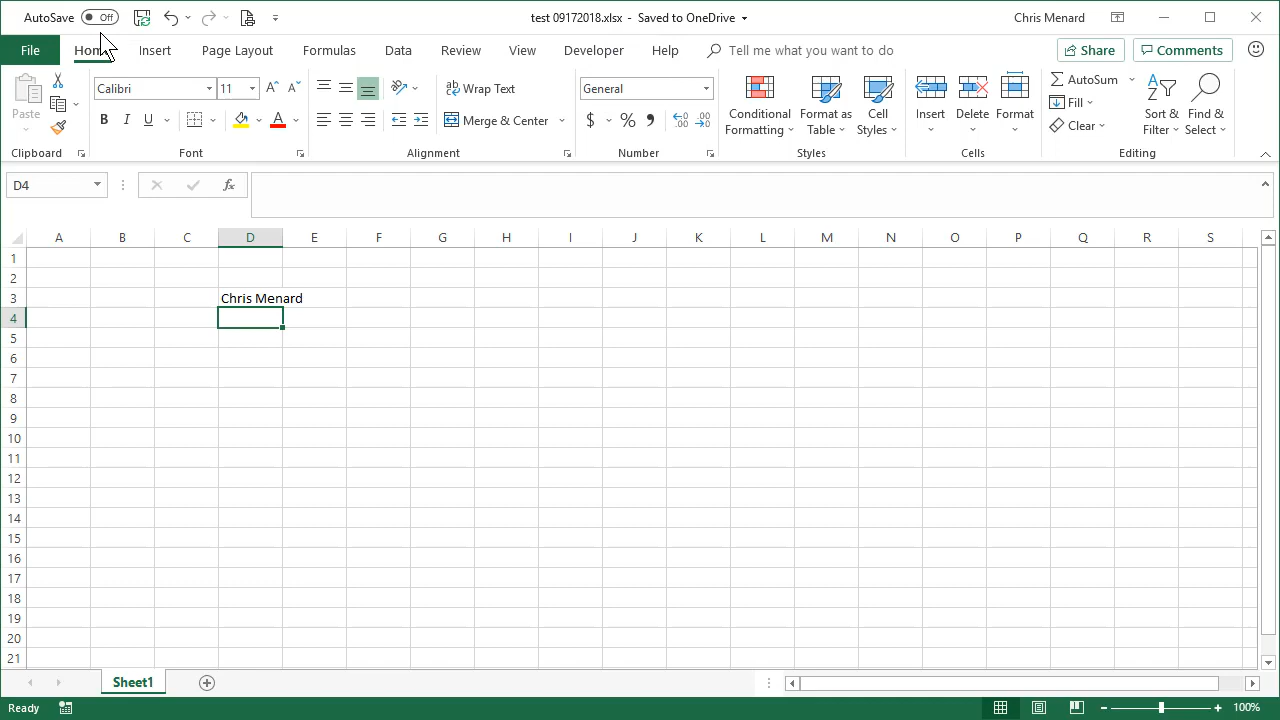 AutoSave Off
test 09172018.xlsx - Saved to OneDrive
Chris Menard
File Home Insert Page Layout Formulas Data Review View Developer Help Tell me what you want to do Share Comments
Paste
Clipboard
Calibri 11
B I U A
Font
Wrap Text
Merge & Center
Alignment
General
$ % ,
Number
Conditional Formatting
Format as Table
Cell Styles
Styles
Insert Delete Format
Cells
AutoSum
Fill
Clear
Sort & Filter
Find & Select
Editing
D4 fx
A B C D E F G H I J K L M N O P Q R S
1
2
3 Chris Menard
4
5
6
7
8
9
10
11
12
13
14
15
16
17
18
19
20
21
Sheet1
Ready 100%